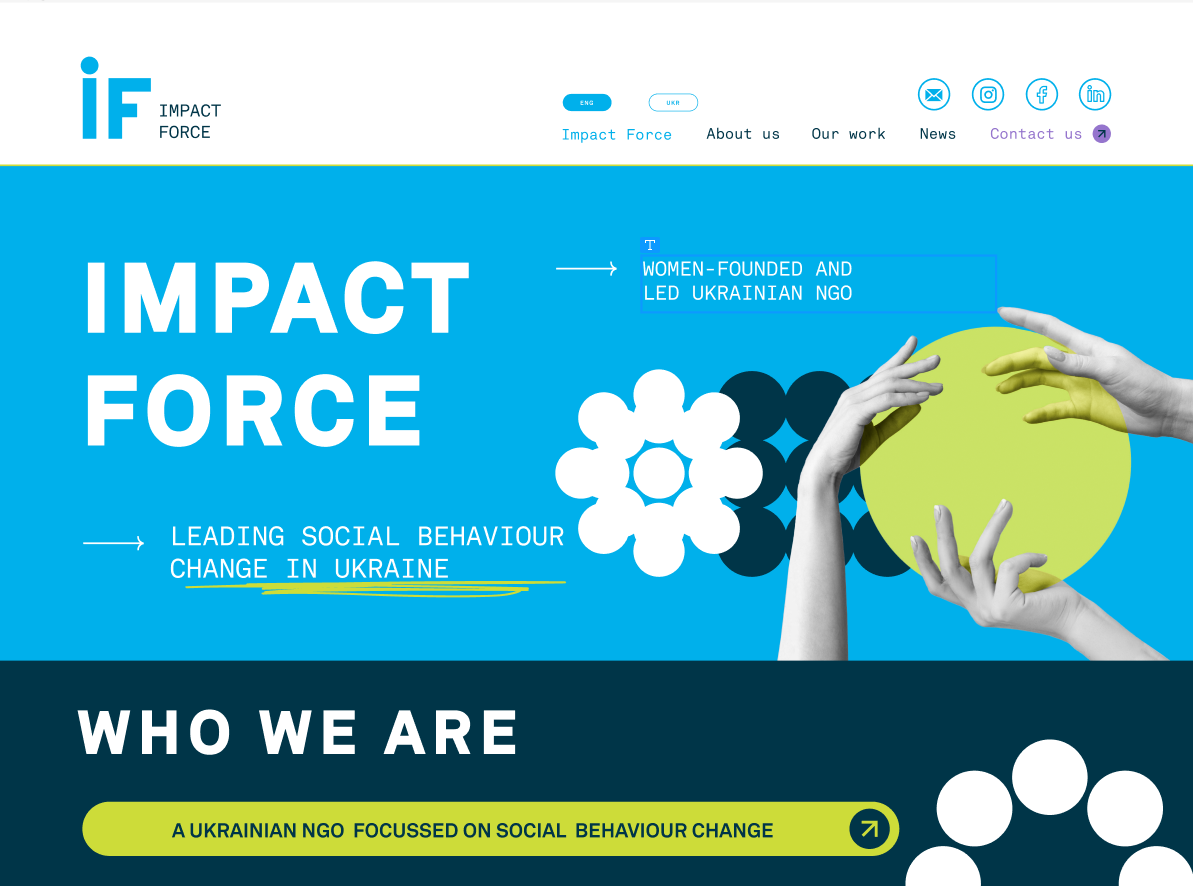 iF
IMPACT
FORCE
ENG
UKR
Impact Force
About us
Our work
News
Contact us
IMPACT
FORCE
T
WOMEN-FOUNDED AND
LED UKRAINIAN NGO
LEADING SOCIAL BEHAVIOUR
CHANGE IN UKRAINE
WHO WE ARE
A UKRAINIAN NGO FOCUSSED ON SOCIAL BEHAVIOUR CHANGE